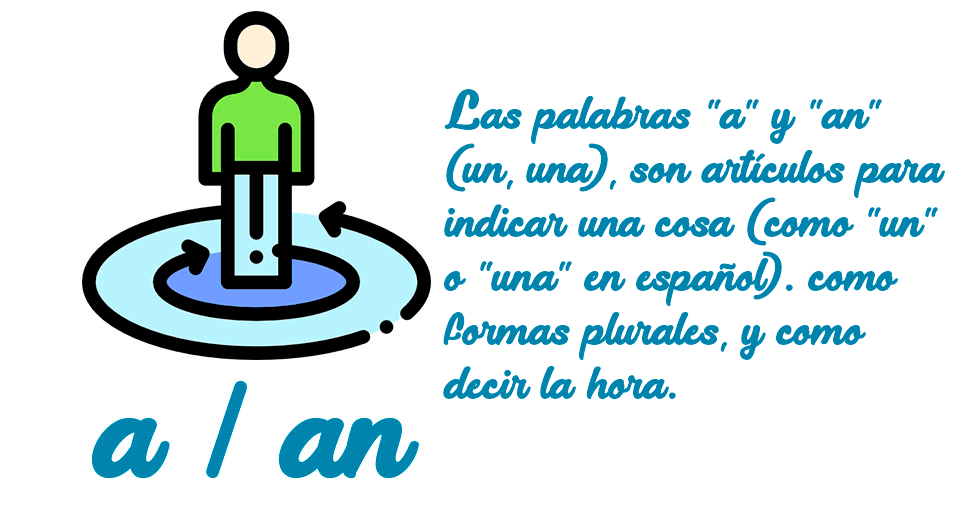 Las palabras "a" y "an"
(un, una), son artículos para
indicar una cosa (como "un"
o "una" en español). como
formas plurales, y como
decir la hora.
a / an